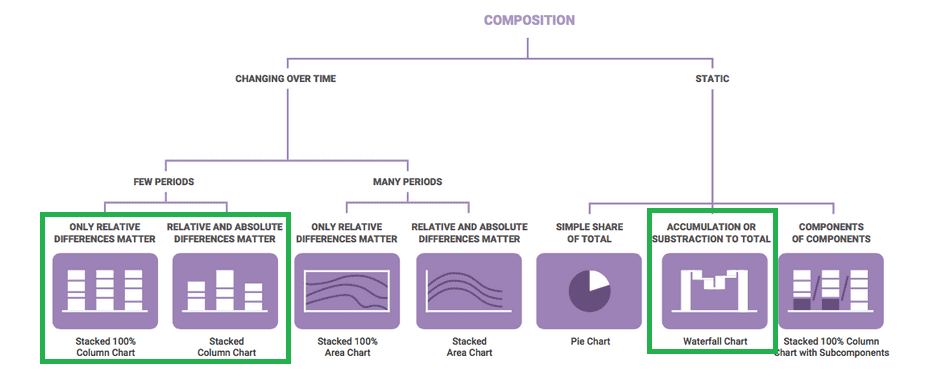 COMPOSITION
CHANGING OVER TIME
STATIC
FEW PERIODS
MANY PERIODS
ONLY RELATIVE
DIFFERENCES MATTER
RELATIVE AND ABSOLUTE
DIFFERENCES MATTER
ONLY RELATIVE
DIFFERENCES MATTER
RELATIVE AND ABSOLUTE
DIFFERENCES MATTER
SIMPLE SHARE
OF TOTAL
ACCUMULATION OR
SUBSTRACTION TO TOTAL
COMPONENTS
OF COMPONENTS
Stacked 100%
Column Chart
Stacked
Column Chart
Stacked 100%
Area Chart
Stacked
Area Chart
Pie Chart
Waterfall Chart
Stacked 100% Column
Chart with Subcomponents